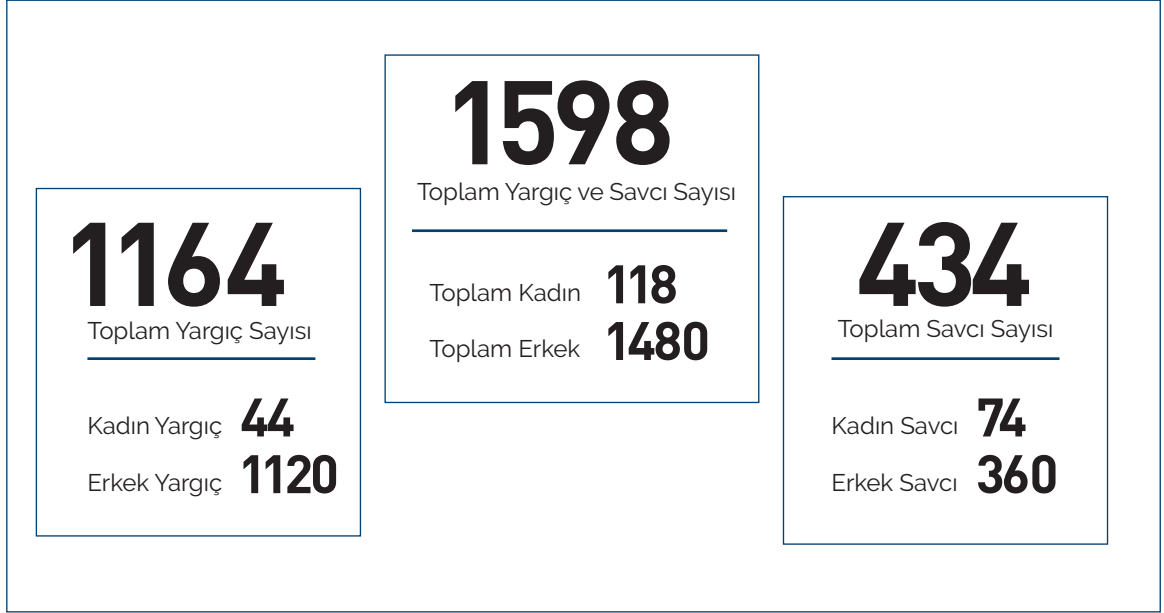 1164
Toplam Yargıç Sayısı
Kadın Yargıç 44
Erkek Yargıç 1120
1598
Toplam Yargıç ve Savcı Sayısı
Toplam Kadın 118
Toplam Erkek 1480
434
Toplam Savcı Sayısı
Kadın Savcı 74
Erkek Savcı 360